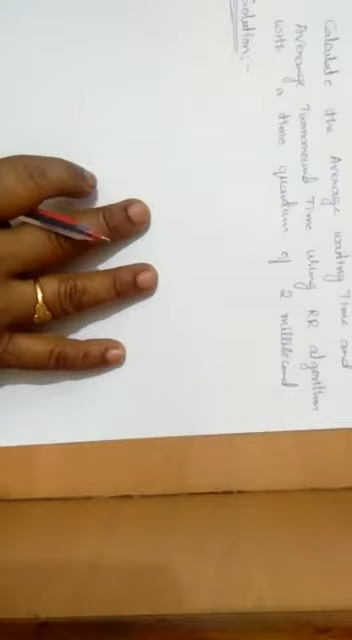 Calculate the Average waiting Time and
Average Turnaround Time using RR algorithm
with a time quantum of 2 millisecond
Solution:-